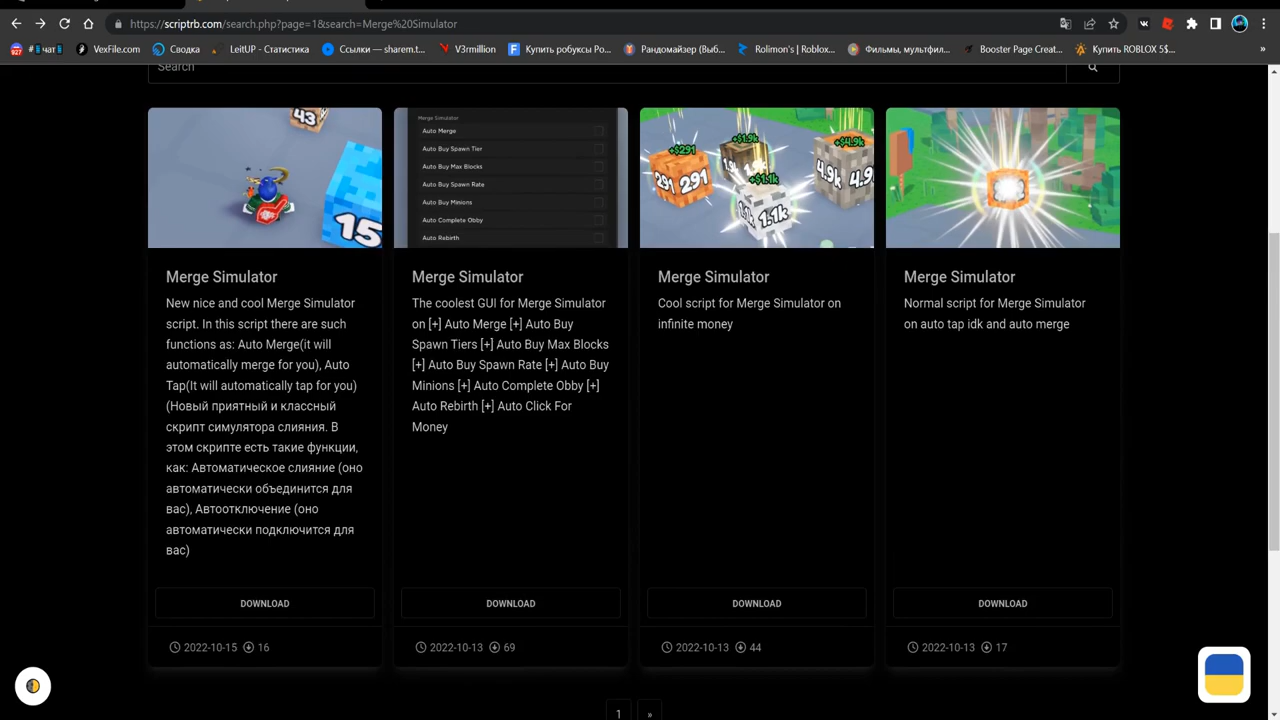 https://scriptrb.com/search.php?page=1&search=Merge%20Simulator
VexFile.com
Сводка
LeitUP - Статистика
Ссылки — sharem.t...
V3rmillion
Купить робуксы Ро...
Рандомайзер (Выб...
Rolimon's | Roblox...
Фильмы, мультфил...
Booster Page Creat...
Купить ROBLOX 5$...
»
Search
43
15
Merge Simulator
New nice and cool Merge Simulator
script. In this script there are such
functions as: Auto Merge(it will
automatically merge for you), Auto
Tap(It will automatically tap for you)
(Новый приятный и классный
скрипт симулятора слияния. В
этом скрипте есть такие функции,
как: Автоматическое слияние (оно
автоматически объединится для
вас), Автоотключение (оно
автоматически подключится для
вас)
DOWNLOAD
2022-10-15 16
Merge Simulator
Auto Merge
Auto Buy Spawn Tier
Auto Buy Max Blocks
Auto Buy Spawn Rate
Auto Buy Minions
Auto Complete Obby
Auto Rebirth
Merge Simulator
The coolest GUI for Merge Simulator
on [+] Auto Merge [+] Auto Buy
Spawn Tiers [+] Auto Buy Max Blocks
[+] Auto Buy Spawn Rate [+] Auto Buy
Minions [+] Auto Complete Obby [+]
Auto Rebirth [+] Auto Click For
Money
DOWNLOAD
2022-10-13 69
+$1.9k
+$291
+$4.9k
+$1.1k
291 291
1.9k
4.9k 4.9k
1.1k 1.1k
Merge Simulator
Cool script for Merge Simulator on
infinite money
DOWNLOAD
2022-10-13 44
Merge Simulator
Normal script for Merge Simulator
on auto tap idk and auto merge
DOWNLOAD
2022-10-13 17
1 »